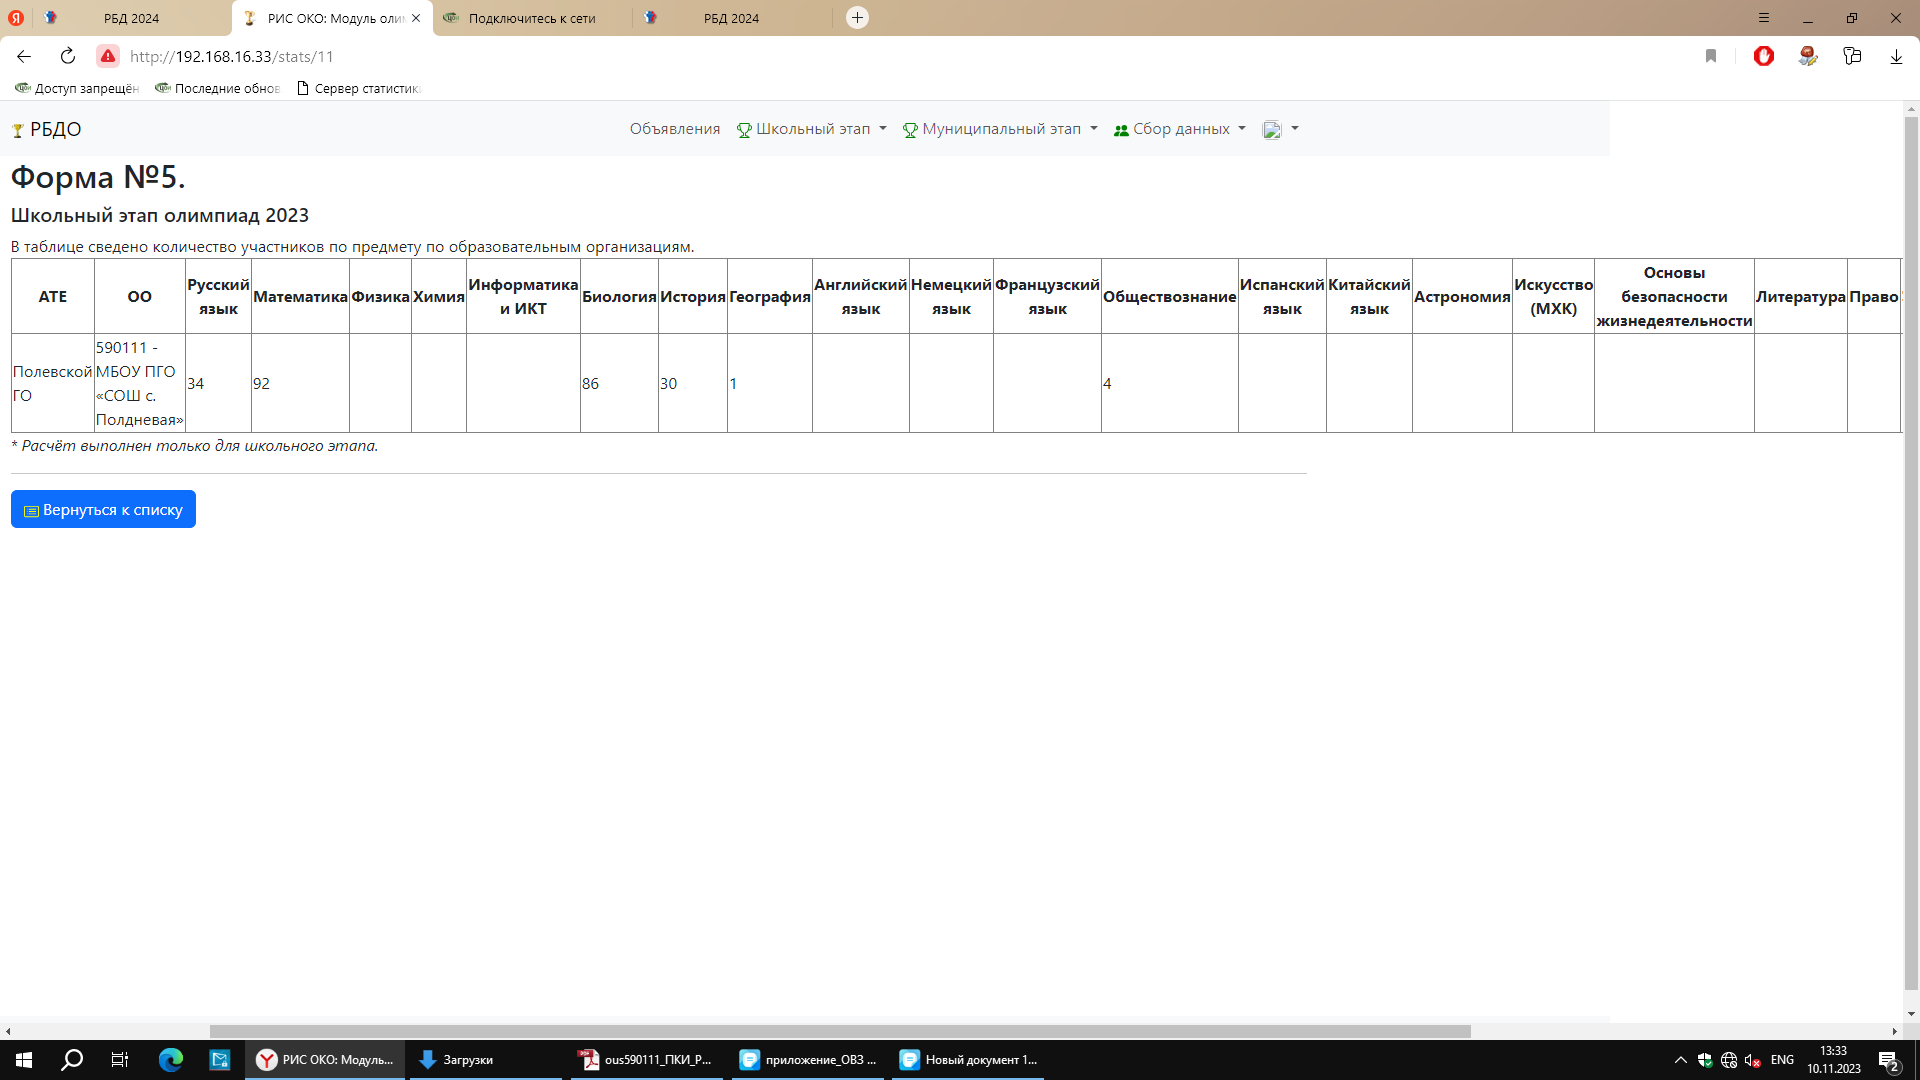 РБД 2024
РИС ОКО: Модуль олим
Подключитесь к сети
РБД 2024
http://192.168.16.33/stats/11
Доступ запрещён
Последние обнов
Сервер статистик
РБДО
Объявления
Школьный этап
Муниципальный этап
Сбор данных
Форма №5.
Школьный этап олимпиад 2023
В таблице сведено количество участников по предмету по образовательным организациям.
АТЕ
ОО
Русский
язык
Математика
Физика
Химия
Информатика
и ИКТ
Биология
История
География
Английский
язык
Немецкий
язык
Французский
язык
Обществознание
Испанский
язык
Китайский
язык
Астрономия
Искусство
(МХК)
Основы
безопасности
жизнедеятельности
Литература
Право
Полевской
ГО
590111 -
МБОУ ПГО
«СОШ с.
Полдневая»
34
92
86
30
1
4
* Расчёт выполнен только для школьного этапа.
Вернуться к списку
РИС ОКО: Модуль...
Загрузки
ous590111_ПКИ_Р...
приложение_ОВЗ ...
Новый документ 1...
ENG
13:33
10.11.2023
2